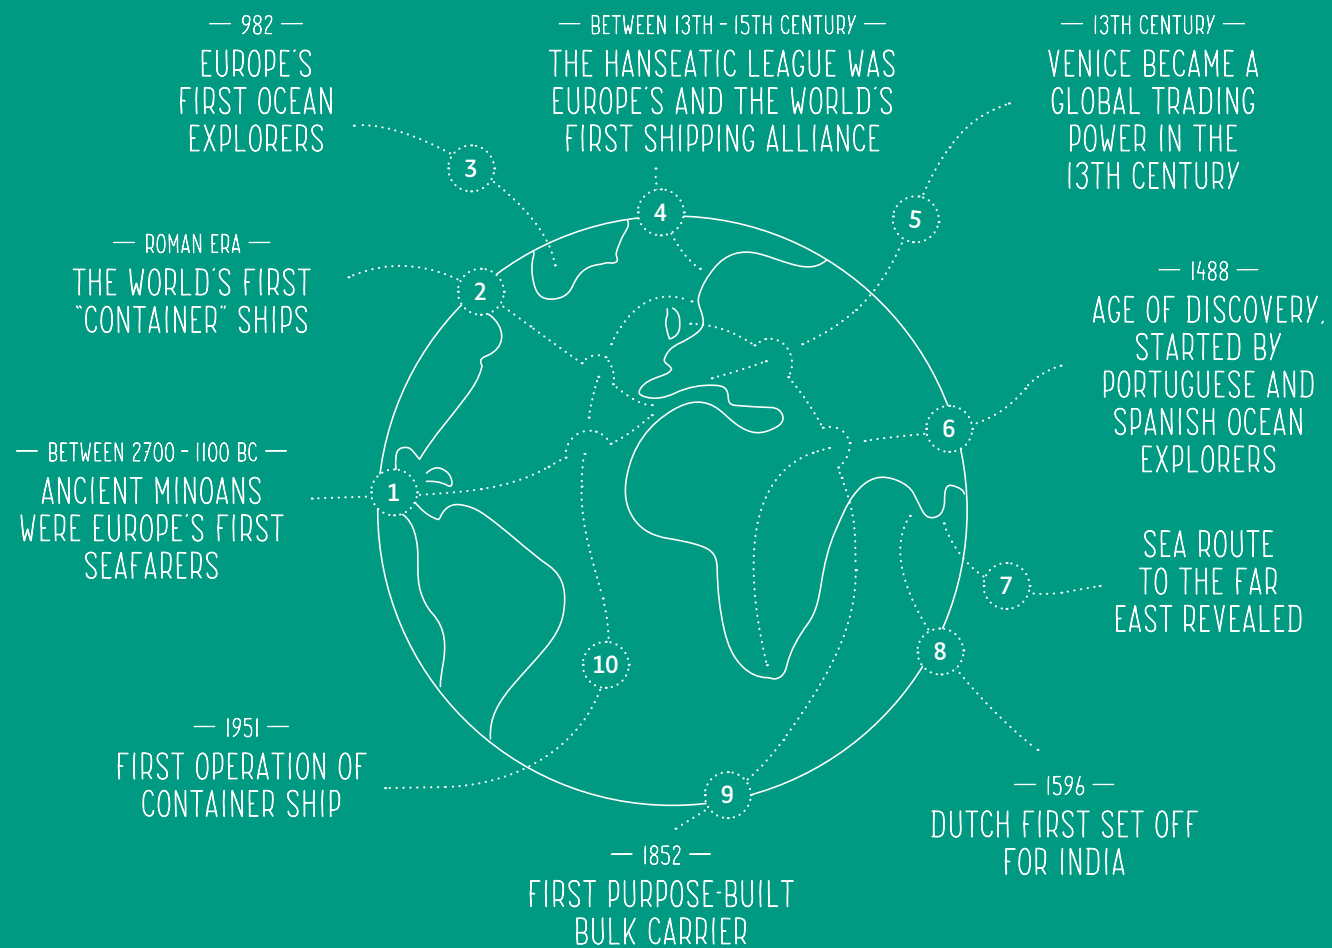 — 982 —
EUROPE'S
FIRST OCEAN
EXPLORERS
— BETWEEN 13TH - 15TH CENTURY —
THE HANSEATIC LEAGUE WAS
EUROPE'S AND THE WORLD'S
FIRST SHIPPING ALLIANCE
— 13TH CENTURY —
VENICE BECAME A
GLOBAL TRADING
POWER IN THE
13TH CENTURY
3
4
5
— ROMAN ERA —
THE WORLD'S FIRST
"CONTAINER" SHIPS
2
— 1488 —
AGE OF DISCOVERY,
STARTED BY
PORTUGUESE AND
SPANISH OCEAN
EXPLORERS
6
— BETWEEN 2700 - 1100 BC —
ANCIENT MINOANS
WERE EUROPE'S FIRST
SEAFARERS
1
SEA ROUTE
TO THE FAR
EAST REVEALED
7
8
10
— 1951 —
FIRST OPERATION OF
CONTAINER SHIP
9
— 1596 —
DUTCH FIRST SET OFF
FOR INDIA
— 1852 —
FIRST PURPOSE-BUILT
BULK CARRIER